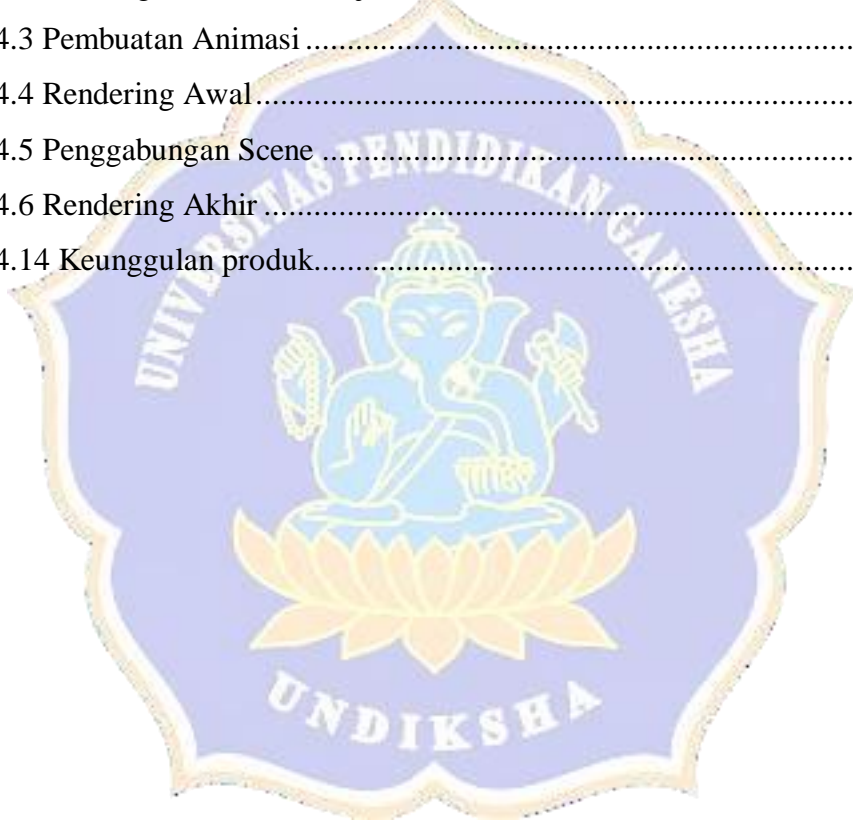 4.3 Pembuatan Animasi ........................................................................
4.4 Rendering Awal ..............................................................................
4.5 Penggabungan Scene ......................................................................
4.6 Rendering Akhir .............................................................................
4.14 Keunggulan produk.......................................................................
UNIVERSITAS PENDIDIKAN GANESHA
UNDIKSHA